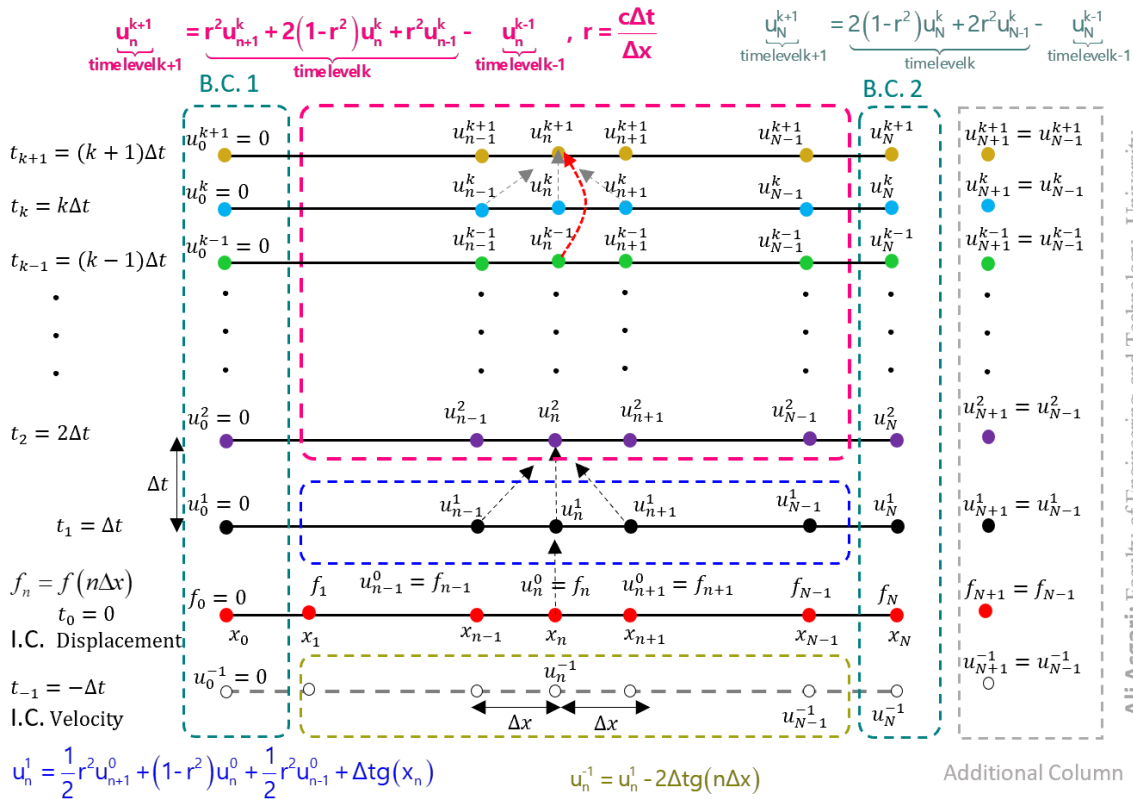 u_n^{k+1} = r²u_{n+1}^k + 2(1-r²)u_n^k + r²u_{n-1}^k - u_n^{k-1} , r = cΔt/Δx
timelevelk+1 timelevelk timelevelk-1
u_N^{k+1} = 2(1-r²)u_N^k + 2r²u_{N-1}^k - u_N^{k-1}
timelevelk+1 timelevelk timelevelk-1
B.C. 1
B.C. 2
t_{k+1} = (k + 1)Δt
u_0^{k+1} = 0 u_{n-1}^{k+1} u_n^{k+1} u_{n+1}^{k+1} u_{N-1}^{k+1} u_N^{k+1} u_{N+1}^{k+1} = u_{N-1}^{k+1}
t_k = kΔt
u_0^k = 0 u_{n-1}^k u_n^k u_{n+1}^k u_{N-1}^k u_N^k u_{N+1}^k = u_{N-1}^k
t_{k-1} = (k - 1)Δt
u_0^{k-1} = 0 u_{n-1}^{k-1} u_n^{k-1} u_{n+1}^{k-1} u_{N-1}^{k-1} u_N^{k-1} u_{N+1}^{k-1} = u_{N-1}^{k-1}
t_2 = 2Δt
u_0^2 = 0 u_{n-1}^2 u_n^2 u_{n+1}^2 u_{N-1}^2 u_N^2 u_{N+1}^2 = u_{N-1}^2
Δt
t_1 = Δt
u_0^1 = 0 u_{n-1}^1 u_n^1 u_{n+1}^1 u_{N-1}^1 u_N^1 u_{N+1}^1 = u_{N-1}^1
f_n = f(nΔx)
t_0 = 0
I.C. Displacement
f_0 = 0 f_1 u_{n-1}^0 = f_{n-1} u_n^0 = f_n u_{n+1}^0 = f_{n+1} f_{N-1} f_N f_{N+1} = f_{N-1}
x_0 x_1 x_{n-1} x_n x_{n+1} x_{N-1} x_N
t_{-1} = -Δt
I.C. Velocity
u_0^{-1} = 0 u_n^{-1} u_{N-1}^{-1} u_N^{-1} u_{N+1}^{-1} = u_{N-1}^{-1}
Δx Δx
u_n^1 = 1/2 r²u_{n+1}^0 + (1-r²)u_n^0 + 1/2 r²u_{n-1}^0 + Δtg(x_n)
u_n^{-1} = u_n^1 - 2Δtg(nΔx)
Additional Column
Ali Asgari: Faculty of Engineering and Technology, University